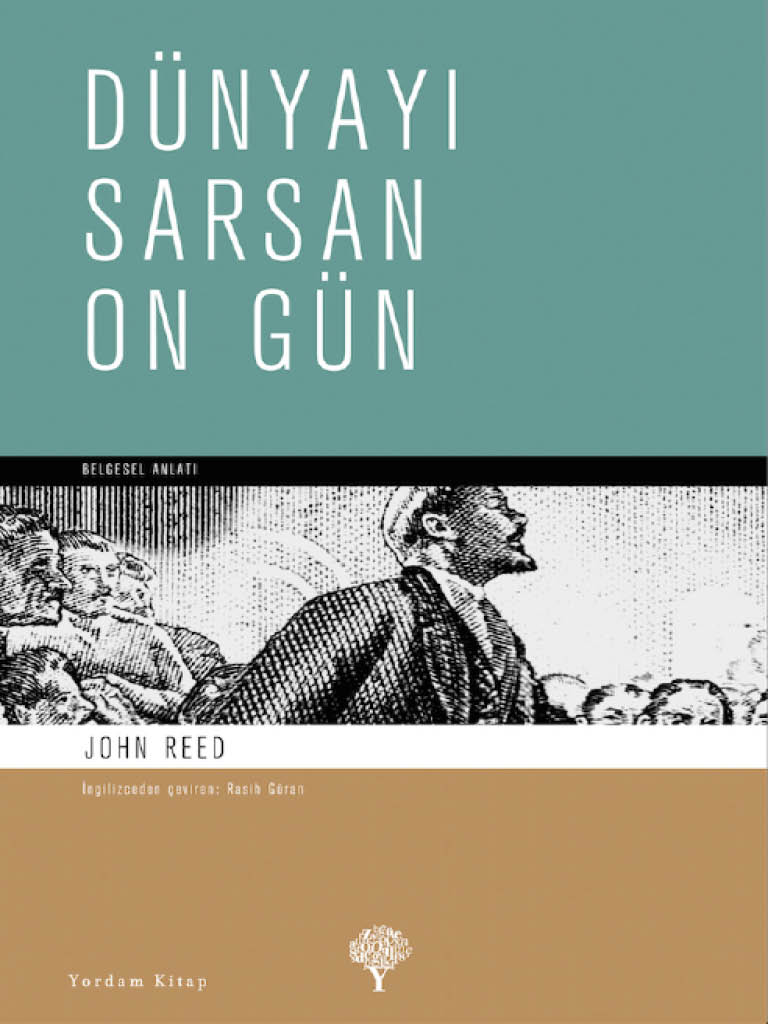 DÜNYAYI
SARSAN
ON GÜN
BELGESEL ANLATI
JOHN REED
İngilizceden çeviren: Rasih Güran
Yordam Kitap